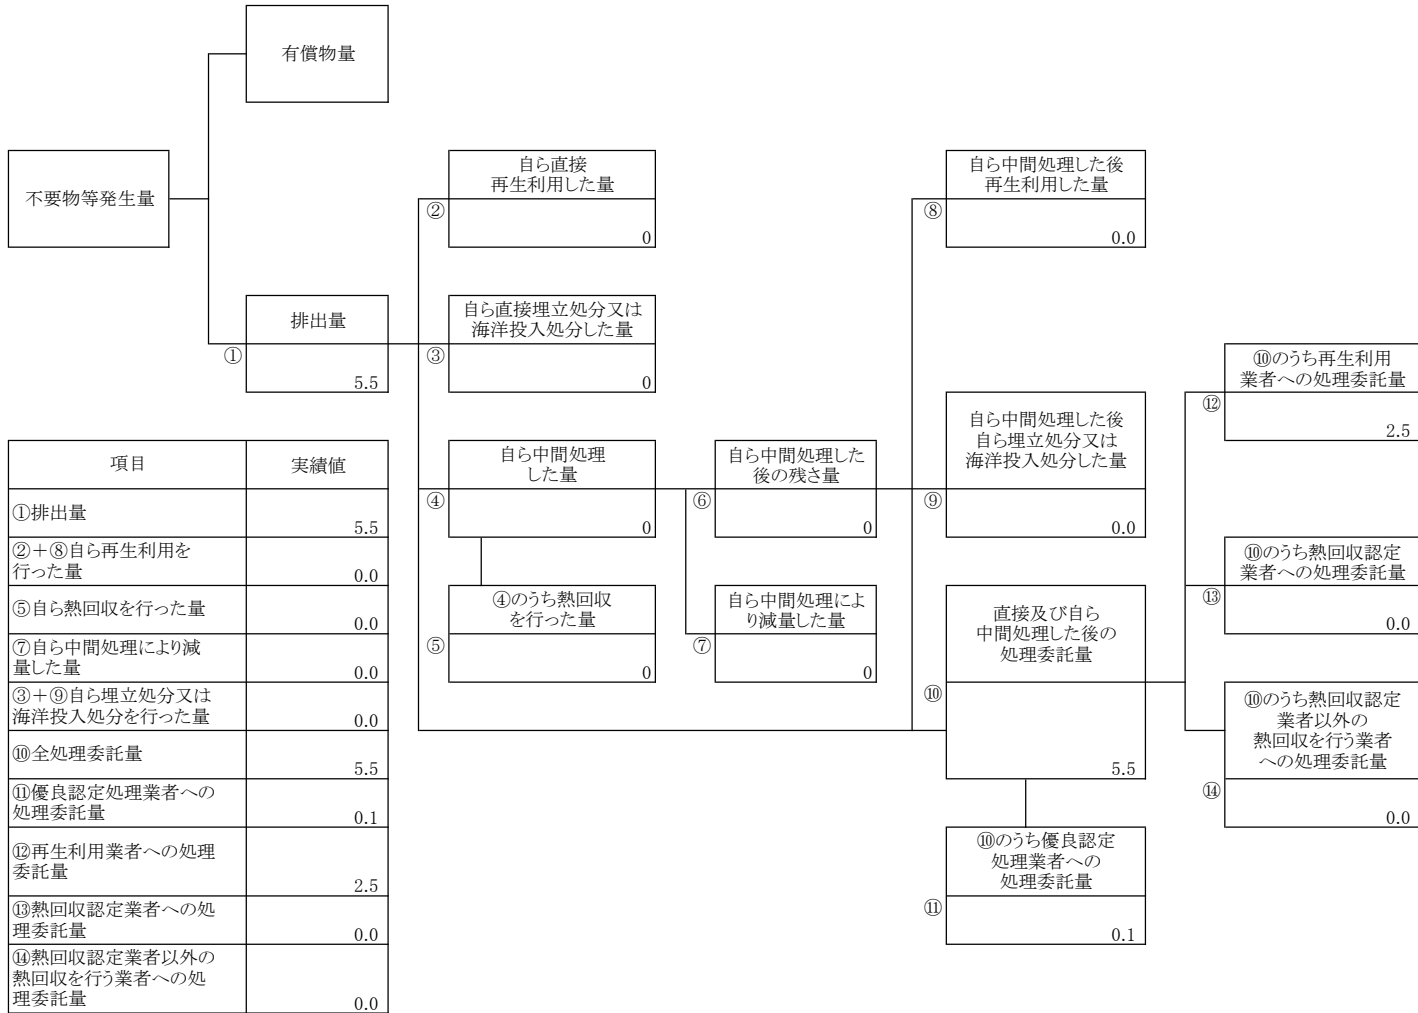 有償物量
不要物等発生量
自ら直接
再生利用した量
②
0
自ら中間処理した後
再生利用した量
⑧
0.0
排出量
①
5.5
自ら直接埋立処分又は
海洋投入処分した量
③
0
⑩のうち再生利用
業者への処理委託量
⑫
2.5
自ら中間処理
した量
④
0
自ら中間処理した
後の残さ量
⑥
0
自ら中間処理した後
自ら埋立処分又は
海洋投入処分した量
⑨
0.0
⑩のうち熱回収認定
業者への処理委託量
⑬
0.0
④のうち熱回収
を行った量
⑤
0
自ら中間処理によ
り減量した量
⑦
0
直接及び自ら
中間処理した後の
処理委託量
⑩
5.5
⑩のうち熱回収認定
業者以外の
熱回収を行う業者
への処理委託量
⑭
0.0
⑩のうち優良認定
処理業者への
処理委託量
⑪
0.1
項目 実績値
①排出量
5.5
②+⑧自ら再生利用を
行った量
0.0
⑤自ら熱回収を行った量
0.0
⑦自ら中間処理により減
量した量
0.0
③+⑨自ら埋立処分又は
海洋投入処分を行った量
0.0
⑩全処理委託量
5.5
⑪優良認定処理業者への
処理委託量
0.1
⑫再生利用業者への処理
委託量
2.5
⑬熱回収認定業者への処
理委託量
0.0
⑭熱回収認定業者以外の
熱回収を行う業者への処
理委託量
0.0